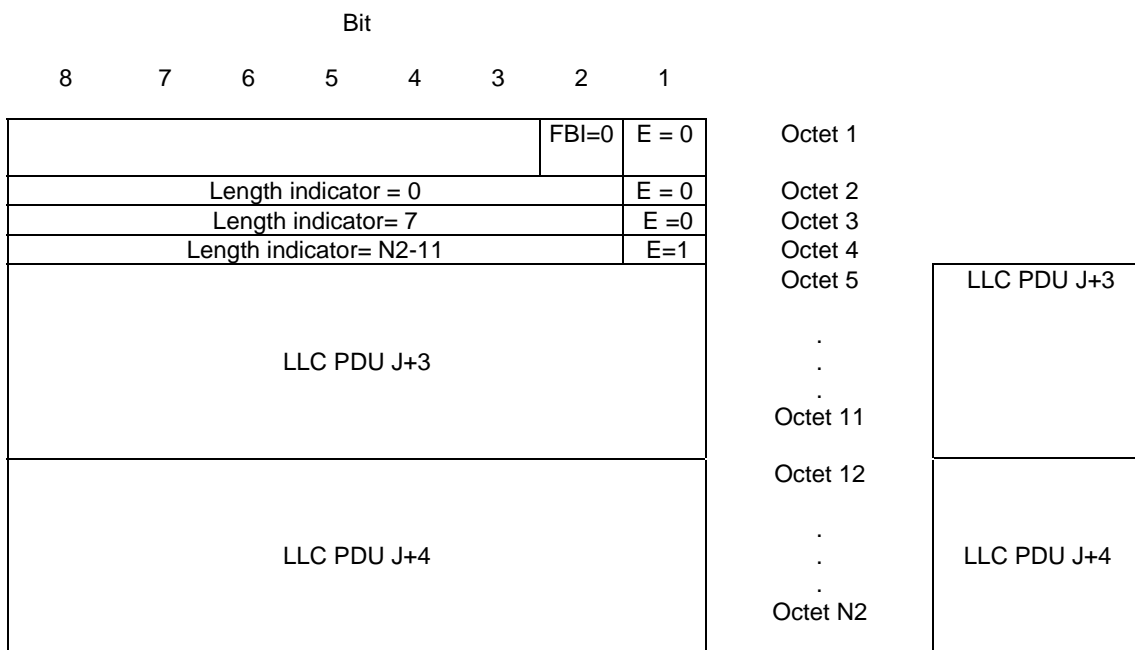 Bit
8 7 6 5 4 3 2 1
FBI=0 E = 0 Octet 1
Length indicator = 0 E = 0 Octet 2
Length indicator= 7 E =0 Octet 3
Length indicator= N2-11 E=1 Octet 4
Octet 5 LLC PDU J+3
.
LLC PDU J+3 .
.
Octet 11
Octet 12
.
LLC PDU J+4 . LLC PDU J+4
.
Octet N2